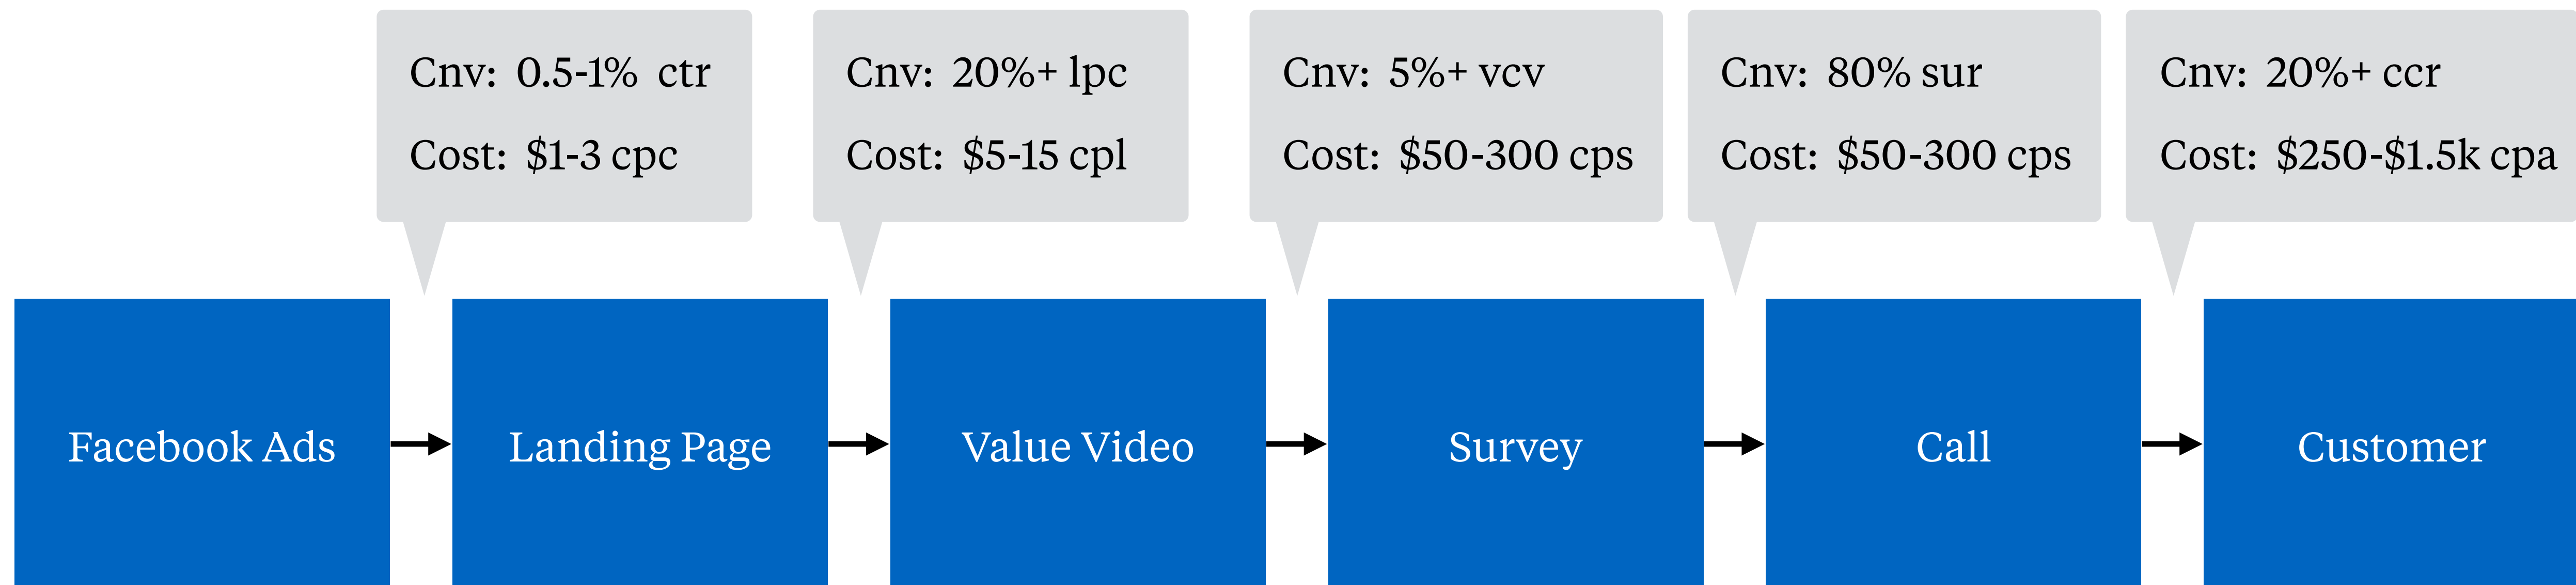 Cnv: 0.5-1% ctr
Cost: $1-3 cpc
Cnv: 20%+ lpc
Cost: $5-15 cpl
Cnv: 5%+ vcv
Cost: $50-300 cps
Cnv: 80% sur
Cost: $50-300 cps
Cnv: 20%+ ccr
Cost: $250-$1.5k cpa
Facebook Ads
Landing Page
Value Video
Survey
Call
Customer